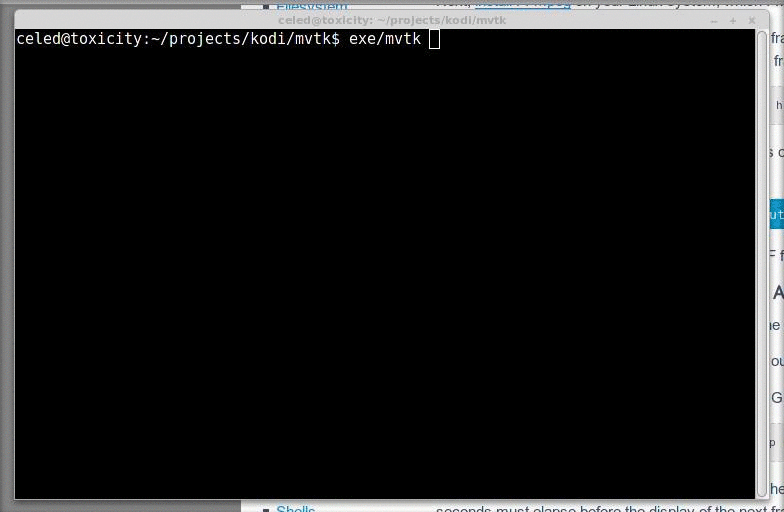 Filesystem
celed@toxicity: ~/projects/kodi/mvtk
celed@toxicity:~/projects/kodi/mvtk$ exe/mvtk
Shells
seconds must elapse before the display of the next fra